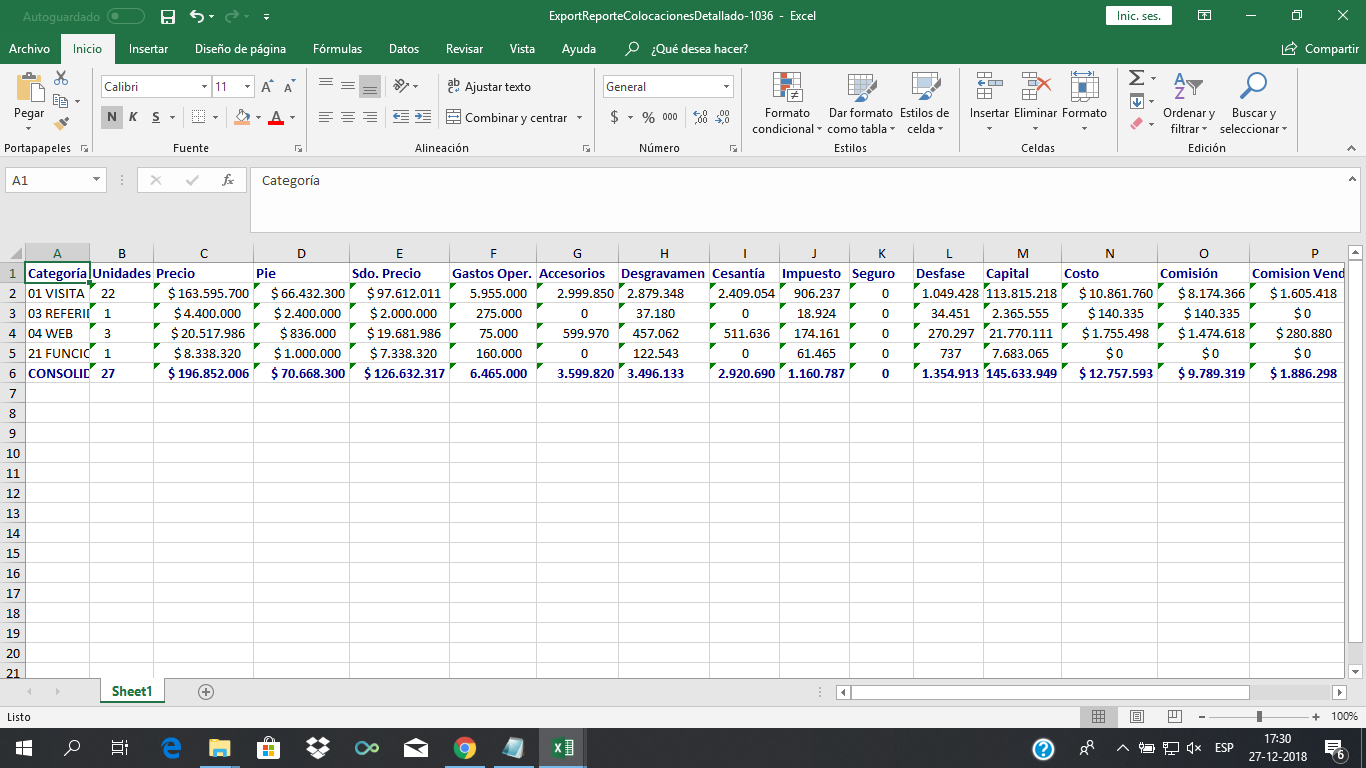 Autoguardado
ExportReporteColocacionesDetallado-1036 - Excel
Inic. ses.
Archivo Inicio Insertar Diseño de página Fórmulas Datos Revisar Vista Ayuda ¿Qué desea hacer? Compartir
Pegar
Calibri 11
N K S
Ajustar texto
Combinar y centrar
General
$ % 000
Formato condicional
Dar formato como tabla
Estilos de celda
Insertar Eliminar Formato
Ordenar y filtrar
Buscar y seleccionar
Portapapeles Fuente Alineación Número Estilos Celdas Edición
A1 fx Categoría
A B C D E F G H I J K L M N O P
1 Categoría Unidades Precio Pie Sdo. Precio Gastos Oper. Accesorios Desgravamen Cesantía Impuesto Seguro Desfase Capital Costo Comisión Comision Vend
2 01 VISITA 22 $ 163.595.700 $ 66.432.300 $ 97.612.011 5.955.000 2.999.850 2.879.348 2.409.054 906.237 0 1.049.428 113.815.218 $ 10.861.760 $ 8.174.366 $ 1.605.418
3 03 REFERI 1 $ 4.400.000 $ 2.400.000 $ 2.000.000 275.000 0 37.180 0 18.924 0 34.451 2.365.555 $ 140.335 $ 140.335 $ 0
4 04 WEB 3 $ 20.517.986 $ 836.000 $ 19.681.986 75.000 599.970 457.062 511.636 174.161 0 270.297 21.770.111 $ 1.755.498 $ 1.474.618 $ 280.880
5 21 FUNCIO 1 $ 8.338.320 $ 1.000.000 $ 7.338.320 160.000 0 122.543 0 61.465 0 737 7.683.065 $ 0 $ 0 $ 0
6 CONSOLID 27 $ 196.852.006 $ 70.668.300 $ 126.632.317 6.465.000 3.599.820 3.496.133 2.920.690 1.160.787 0 1.354.913 145.633.949 $ 12.757.593 $ 9.789.319 $ 1.886.298
7
8
9
10
11
12
13
14
15
16
17
18
19
20
21
Sheet1
Listo 100%
ESP 17:30
27-12-2018
6